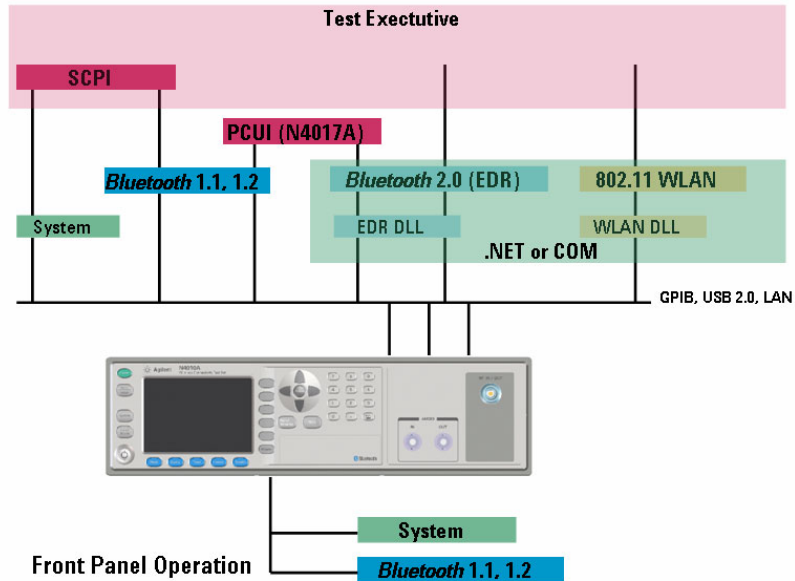 Test Exectutive
SCPI
PCUI (N4017A)
Bluetooth 1.1, 1.2
Bluetooth 2.0 (EDR)
802.11 WLAN
System
EDR DLL
WLAN DLL
.NET or COM
GPIB, USB 2.0, LAN
Agilent N4010A
IN
OUT
System
Front Panel Operation
Bluetooth 1.1, 1.2